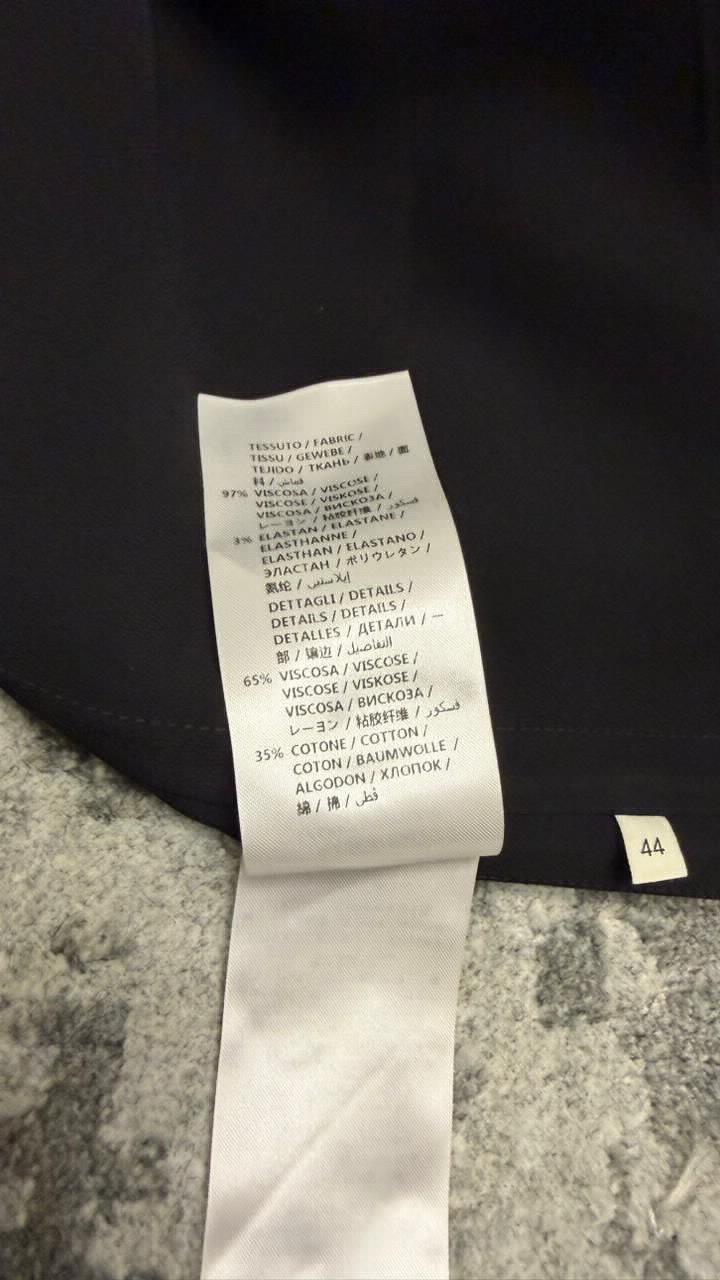 TESSUTO / FABRIC /
TISSU / GEWEBE /
TEJIDO / ТКАНЬ / 表地 / 面
料 / قماش
97% VISCOSA / VISCOSE /
VISCOSE / VISKOSE /
VISCOSA / ВИСКОЗА /
レーヨン / 粘胶纤维 / فسكور
3% ELASTAN / ELASTANE /
ELASTHANNE /
ELASTHAN / ELASTANO /
ЭЛАСТАН / ポリウレタン /
氨纶 / إيلاستين
DETTAGLI / DETAILS /
DETAILS / DETAILS /
DETALLES / ДЕТАЛИ / 一
部 / 镶边 / التفاصيل
65% VISCOSA / VISCOSE /
VISCOSE / VISKOSE /
VISCOSA / ВИСКОЗА /
レーヨン / 粘胶纤维 / فسكور
35% COTONE / COTTON /
COTON / BAUMWOLLE /
ALGODON / ХЛОПОК /
綿 / 棉 / قطن
44